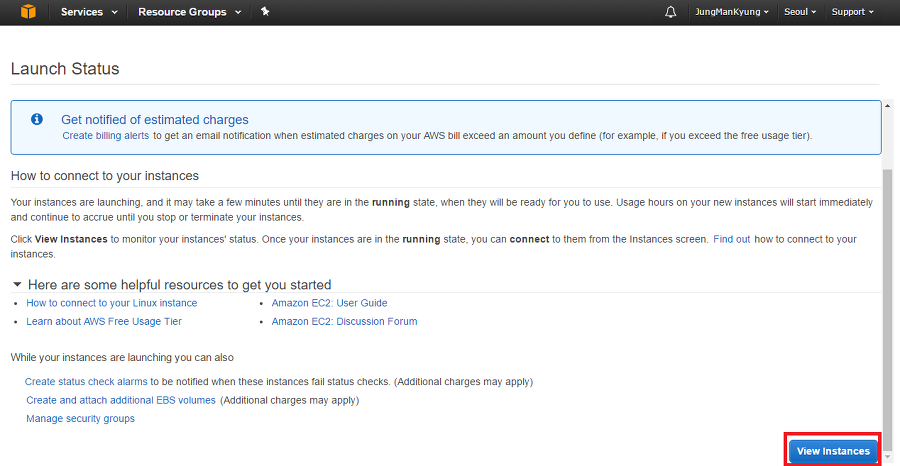 Services Resource Groups JungManKyung Seoul Support
Launch Status
Get notified of estimated charges
Create billing alerts to get an email notification when estimated charges on your AWS bill exceed an amount you define (for example, if you exceed the free usage tier).
How to connect to your instances
Your instances are launching, and it may take a few minutes until they are in the running state, when they will be ready for you to use. Usage hours on your new instances will start immediately
and continue to accrue until you stop or terminate your instances.
Click View Instances to monitor your instances' status. Once your instances are in the running state, you can connect to them from the Instances screen. Find out how to connect to your
instances.
Here are some helpful resources to get you started
• How to connect to your Linux instance • Amazon EC2: User Guide
• Learn about AWS Free Usage Tier • Amazon EC2: Discussion Forum
While your instances are launching you can also
Create status check alarms to be notified when these instances fail status checks. (Additional charges may apply)
Create and attach additional EBS volumes (Additional charges may apply)
Manage security groups
View Instances